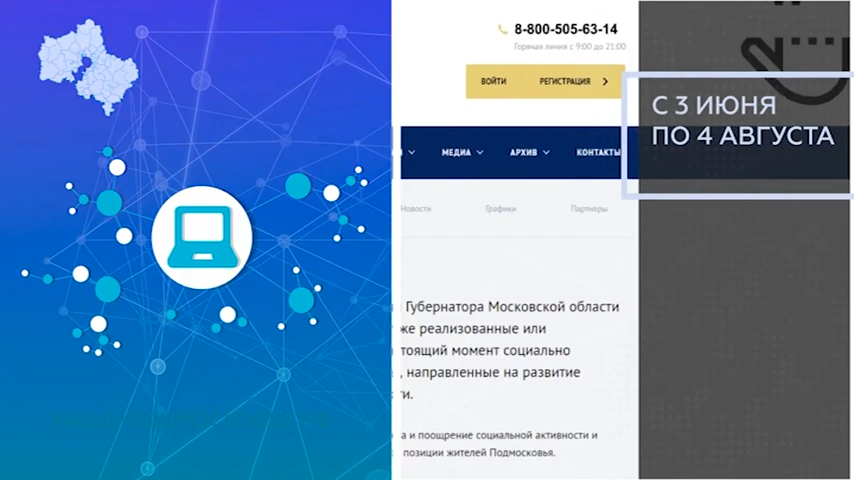 8-800-505-63-14
Горячая линия с 9:00 до 21:00
ВОЙТИ
РЕГИСТРАЦИЯ
С 3 ИЮНЯ
ПО 4 АВГУСТА
МЕДИА
АРХИВ
КОНТАКТЫ
Новости
Графики
Партнеры
Губернатора Московской области
же реализованные или
тоящий момент социально
, направленные на развитие
ти.
а и поощрение социальной активности и
позиции жителей Подмосковья.